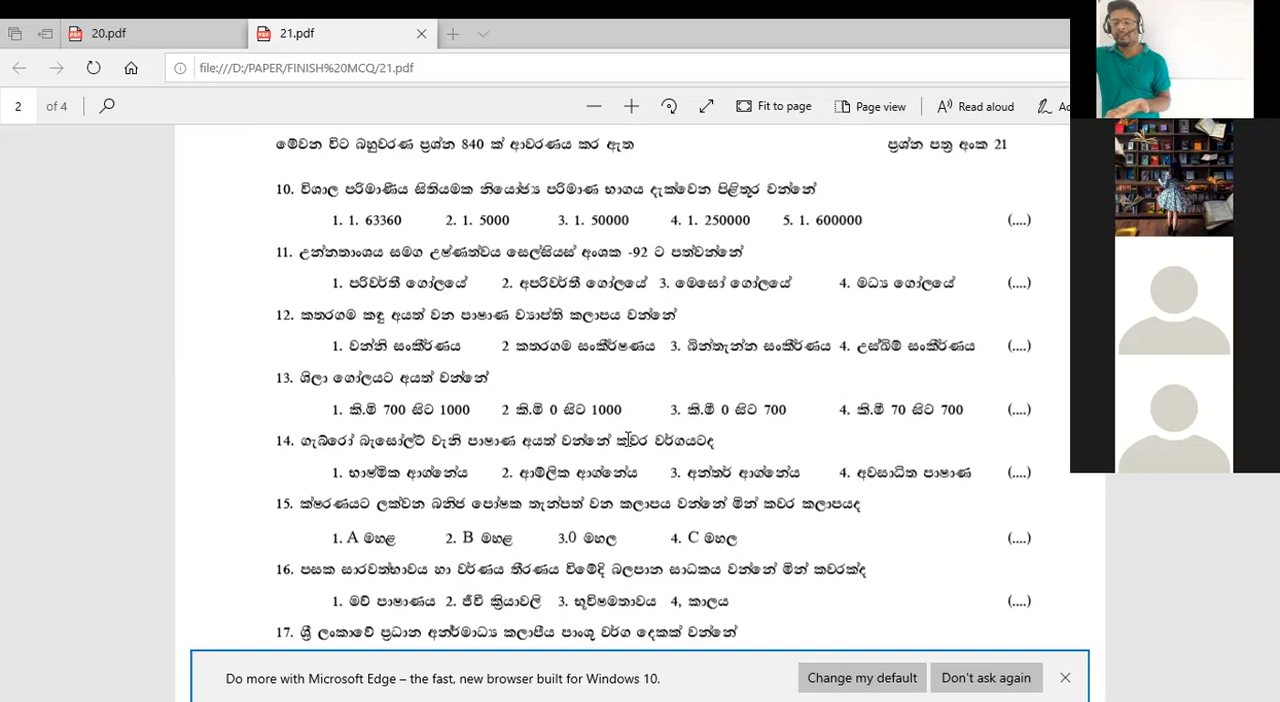 20.pdf
21.pdf
file:///D:/PAPER/FINISH%20MCQ/21.pdf
2 of 4
Fit to page
Page view
Read aloud
මේවන විට බහුවරණ ප්‍රශ්න 840 ක් ආවරණය කර ඇත ප්‍රශ්න පත්‍ර අංක 21
10. විශාල පරිමාණීය සිතියමක නියෝජ්‍ය පරිමාණ භාගය දැක්වෙන පිළිතුර වන්නේ
1. 1. 63360 2. 1. 5000 3. 1. 50000 4. 1. 250000 5. 1. 600000 (....)
11. උන්නතාංශය සමග උෂ්ණත්වය සෙල්සියස් අංශක -92 ට පත්වන්නේ
1. පරිවර්තී ගෝලයේ 2. අපරිවර්තී ගෝලයේ 3. මෙසෝ ගෝලයේ 4. මධ්‍ය ගෝලයේ (....)
12. කතරගම කඳු අයත් වන පාෂාණ ව්‍යාප්ති කලාපය වන්නේ
1. වන්නි සංකීර්ණය 2 කතරගම සංකීර්ෂණය 3. බින්තැන්න සංකීර්ණය 4. උස්බිම් සංකීර්ණය (....)
13. ශිලා ගෝලයට අයත් වන්නේ
1. කි.මී 700 සිට 1000 2 කි.මී 0 සිට 1000 3. කි.මී 0 සිට 700 4. කි.මී 70 සිට 700 (....)
14. ගැබ්රෝ බැසෝල්ට් වැනි පාෂාණ අයත් වන්නේ කවර වර්ගයටද
1. භාෂ්මික ආග්නේය 2. ආම්ලික ආග්නේය 3. අන්තර් ආග්නේය 4. අවසාධිත පාෂාණ (....)
15. ක්ෂරණයට ලක්වන බනිජ පෝෂක තැන්පත් වන කලාපය වන්නේ මින් කවර කලාපයද
1. A මහළ 2. B මහළ 3.0 මහල 4. C මහල (....)
16. පසක සාරවත්භාවය හා වර්ණය තීරණය වීමේදි බලපාන සාධකය වන්නේ මින් කවරක්ද
1. මව් පාෂාණය 2. ජීවී ක්‍රියාවලි 3. භූවිෂමතාවය 4, කාලය (....)
17. ශ්‍රී ලංකාවේ ප්‍රධාන අන්තර්මාධ්‍ය කලාපීය පාංශු වර්ග දෙකක් වන්නේ
Do more with Microsoft Edge – the fast, new browser built for Windows 10.
Change my default
Don't ask again